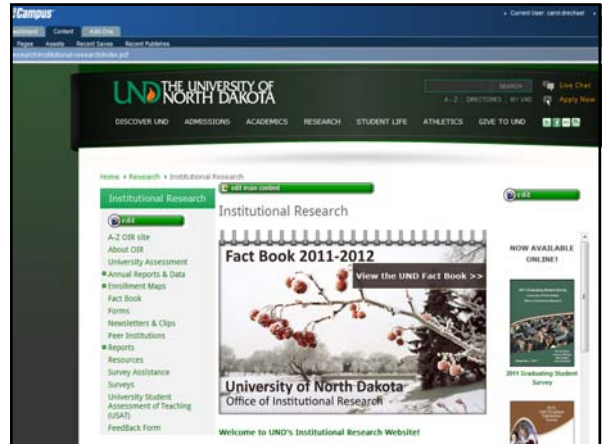 !Campus
Current User: carol.drechsel
Dashboard Content Add-Ons
Pages Assets Recent Saves Recent Publishes
research/institutional-research/index.pcf
UND THE UNIVERSITY OF
NORTH DAKOTA
SEARCH
A - Z DIRECTORIES MY UND
Live Chat
Apply Now
DISCOVER UND ADMISSIONS ACADEMICS RESEARCH STUDENT LIFE ATHLETICS GIVE TO UND
Home Research Institutional Research
Institutional Research
edit
A-Z OIR site
About OIR
University Assessment
Annual Reports & Data
Enrollment Maps
Fact Book
Forms
Newsletters & Clips
Peer Institutions
Reports
Resources
Survey Assistance
Surveys
University Student
Assessment of Teaching
(USAT)
FeedBack Form
edit main content
Institutional Research
Fact Book 2011-2012
View the UND Fact Book >>
University of North Dakota
Office of Institutional Research
Welcome to UND's Institutional Research Website!
edit
NOW AVAILABLE
ONLINE!
2011 Graduating Student Survey
2011 Graduating Student
Survey